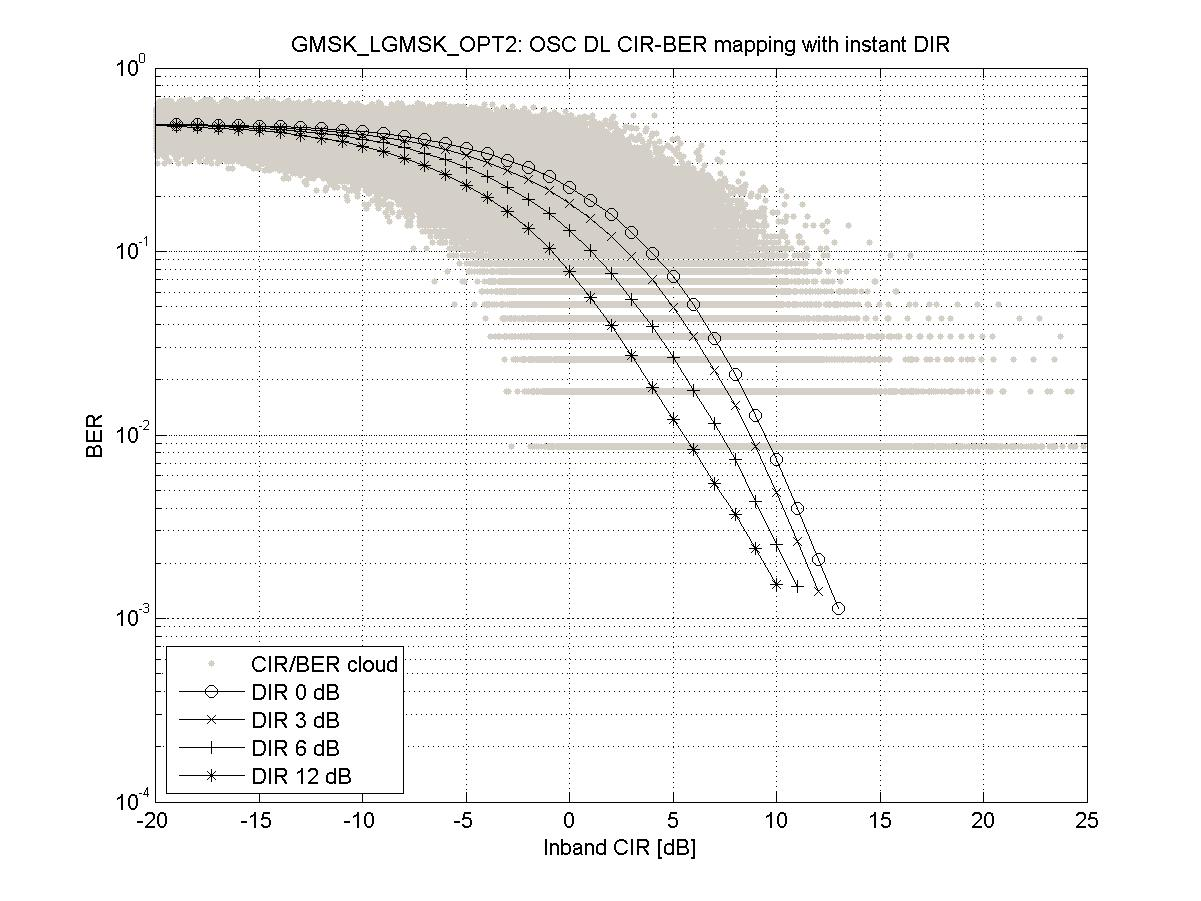 GMSK_LGMSK_OPT2: OSC DL CIR-BER mapping with instant DIR
10^0
10^-1
10^-2
10^-3
10^-4
BER
CIR/BER cloud
DIR 0 dB
DIR 3 dB
DIR 6 dB
DIR 12 dB
-20 -15 -10 -5 0 5 10 15 20 25
Inband CIR [dB]